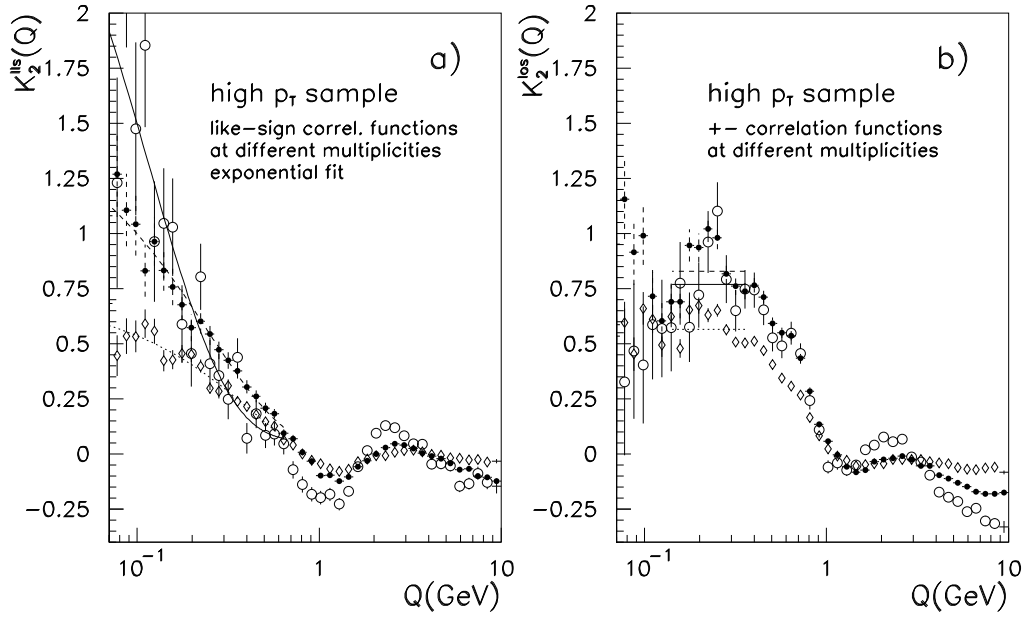 K₂ˡˡˢ(Q)
2
1.75
1.5
1.25
1
0.75
0.5
0.25
0
−0.25
a)
high pT sample
like−sign correl. functions
at different multiplicities
exponential fit
10⁻¹
1
10
Q(GeV)
K₂ˡᵒˢ(Q)
2
1.75
1.5
1.25
1
0.75
0.5
0.25
0
−0.25
b)
high pT sample
+− correlation functions
at different multiplicities
10⁻¹
1
10
Q(GeV)